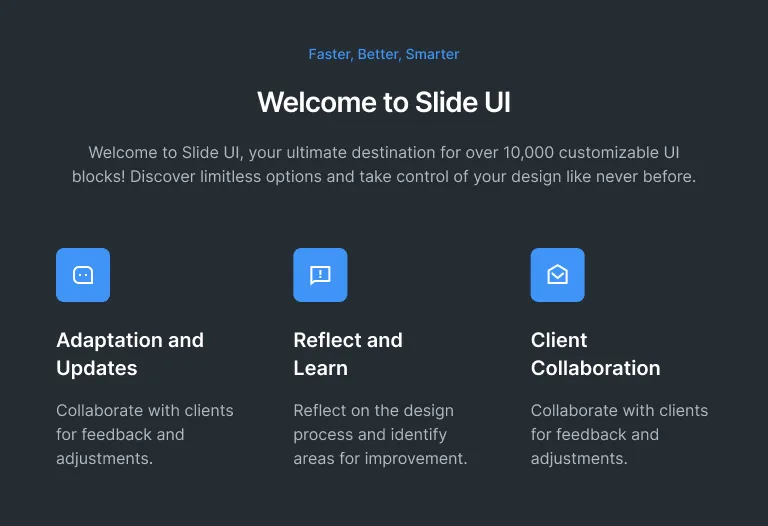 Faster, Better, Smarter
Welcome to Slide UI
Welcome to Slide UI, your ultimate destination for over 10,000 customizable UI
blocks! Discover limitless options and take control of your design like never before.
Adaptation and
Updates
Collaborate with clients
for feedback and
adjustments.
Reflect and
Learn
Reflect on the design
process and identify
areas for improvement.
Client
Collaboration
Collaborate with clients
for feedback and
adjustments.